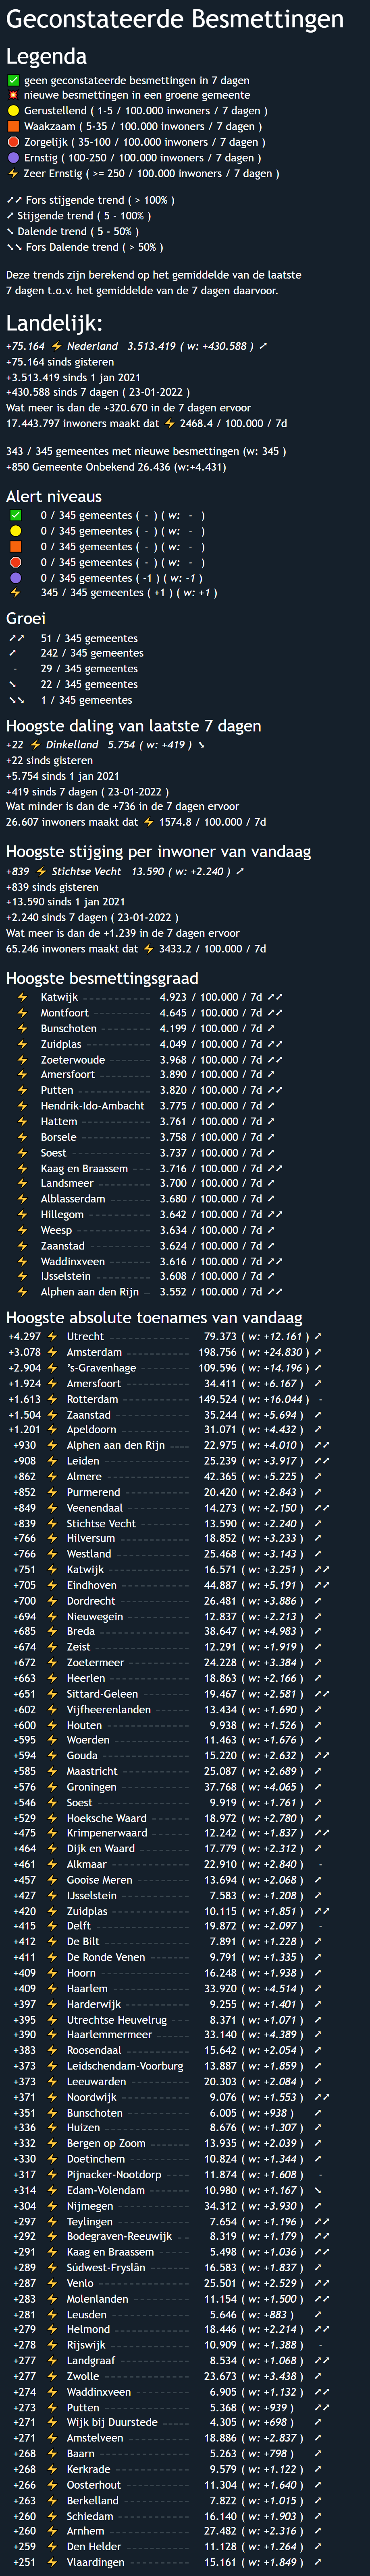 Geconstateerde Besmettingen
Legenda
geen geconstateerde besmettingen in 7 dagen
nieuwe besmettingen in een groene gemeente
Gerustellend ( 1-5 / 100.000 inwoners / 7 dagen )
Waakzaam ( 5-35 / 100.000 inwoners / 7 dagen )
Zorgelijk ( 35-100 / 100.000 inwoners / 7 dagen )
Ernstig ( 100-250 / 100.000 inwoners / 7 dagen )
Zeer Ernstig ( >= 250 / 100.000 inwoners / 7 dagen )
↗↗ Fors stijgende trend ( > 100% )
↗ Stijgende trend ( 5 - 100% )
↘ Dalende trend ( 5 - 50% )
↘↘ Fors Dalende trend ( > 50% )
Deze trends zijn berekend op het gemiddelde van de laatste
7 dagen t.o.v. het gemiddelde van de 7 dagen daarvoor.
Landelijk:
+75.164 ⚡ Nederland 3.513.419 ( w: +430.588 ) ↗
+75.164 sinds gisteren
+3.513.419 sinds 1 jan 2021
+430.588 sinds 7 dagen ( 23-01-2022 )
Wat meer is dan de +320.670 in de 7 dagen ervoor
17.443.797 inwoners maakt dat ⚡ 2468.4 / 100.000 / 7d
343 / 345 gemeentes met nieuwe besmettingen (w: 345 )
+850 Gemeente Onbekend 26.436 (w:+4.431)
Alert niveaus
0 / 345 gemeentes ( - ) ( w: - )
0 / 345 gemeentes ( - ) ( w: - )
0 / 345 gemeentes ( - ) ( w: - )
0 / 345 gemeentes ( - ) ( w: - )
0 / 345 gemeentes ( -1 ) ( w: -1 )
345 / 345 gemeentes ( +1 ) ( w: +1 )
Groei
↗↗ 51 / 345 gemeentes
↗ 242 / 345 gemeentes
- 29 / 345 gemeentes
↘ 22 / 345 gemeentes
↘↘ 1 / 345 gemeentes
Hoogste daling van laatste 7 dagen
+22 ⚡ Dinkelland 5.754 ( w: +419 ) ↘
+22 sinds gisteren
+5.754 sinds 1 jan 2021
+419 sinds 7 dagen ( 23-01-2022 )
Wat minder is dan de +736 in de 7 dagen ervoor
26.607 inwoners maakt dat ⚡ 1574.8 / 100.000 / 7d
Hoogste stijging per inwoner van vandaag
+839 ⚡ Stichtse Vecht 13.590 ( w: +2.240 ) ↗
+839 sinds gisteren
+13.590 sinds 1 jan 2021
+2.240 sinds 7 dagen ( 23-01-2022 )
Wat meer is dan de +1.239 in de 7 dagen ervoor
65.246 inwoners maakt dat ⚡ 3433.2 / 100.000 / 7d
Hoogste besmettingsgraad
Katwijk 4.923 / 100.000 / 7d ↗↗
Montfoort 4.645 / 100.000 / 7d ↗↗
Bunschoten 4.199 / 100.000 / 7d ↗
Zuidplas 4.049 / 100.000 / 7d ↗↗
Zoeterwoude 3.968 / 100.000 / 7d ↗↗
Amersfoort 3.890 / 100.000 / 7d ↗
Putten 3.820 / 100.000 / 7d ↗↗
Hendrik-Ido-Ambacht 3.775 / 100.000 / 7d ↗
Hattem 3.761 / 100.000 / 7d ↗
Borsele 3.758 / 100.000 / 7d ↗
Soest 3.737 / 100.000 / 7d ↗
Kaag en Braassem 3.716 / 100.000 / 7d ↗↗
Landsmeer 3.700 / 100.000 / 7d ↗
Alblasserdam 3.680 / 100.000 / 7d ↗
Hillegom 3.642 / 100.000 / 7d ↗↗
Weesp 3.634 / 100.000 / 7d ↗
Zaanstad 3.624 / 100.000 / 7d ↗
Waddinxveen 3.616 / 100.000 / 7d ↗↗
IJsselstein 3.608 / 100.000 / 7d ↗
Alphen aan den Rijn 3.552 / 100.000 / 7d ↗↗
Hoogste absolute toenames van vandaag
+4.297 ⚡ Utrecht 79.373 ( w: +12.161 ) ↗
+3.078 ⚡ Amsterdam 198.756 ( w: +24.830 ) ↗
+2.904 ⚡ 's-Gravenhage 109.596 ( w: +14.196 ) ↗
+1.924 ⚡ Amersfoort 34.411 ( w: +6.167 ) ↗
+1.613 ⚡ Rotterdam 149.524 ( w: +16.044 ) -
+1.504 ⚡ Zaanstad 35.244 ( w: +5.694 ) ↗
+1.201 ⚡ Apeldoorn 31.071 ( w: +4.432 ) ↗
+930 ⚡ Alphen aan den Rijn 22.975 ( w: +4.010 ) ↗↗
+908 ⚡ Leiden 25.239 ( w: +3.917 ) ↗↗
+862 ⚡ Almere 42.365 ( w: +5.225 ) ↗
+852 ⚡ Purmerend 20.420 ( w: +2.843 ) ↗
+849 ⚡ Veenendaal 14.273 ( w: +2.150 ) ↗↗
+839 ⚡ Stichtse Vecht 13.590 ( w: +2.240 ) ↗
+766 ⚡ Hilversum 18.852 ( w: +3.233 ) ↗
+766 ⚡ Westland 25.468 ( w: +3.143 ) ↗
+751 ⚡ Katwijk 16.571 ( w: +3.251 ) ↗↗
+705 ⚡ Eindhoven 44.887 ( w: +5.191 ) ↗↗
+700 ⚡ Dordrecht 26.481 ( w: +3.886 ) ↗
+694 ⚡ Nieuwegein 12.837 ( w: +2.213 ) ↗
+685 ⚡ Breda 38.647 ( w: +4.983 ) ↗
+674 ⚡ Zeist 12.291 ( w: +1.919 ) ↗
+672 ⚡ Zoetermeer 24.228 ( w: +3.384 ) ↗
+663 ⚡ Heerlen 18.863 ( w: +2.166 ) ↗
+651 ⚡ Sittard-Geleen 19.467 ( w: +2.581 ) ↗↗
+602 ⚡ Vijfheerenlanden 13.434 ( w: +1.690 ) ↗
+600 ⚡ Houten 9.938 ( w: +1.526 ) ↗
+595 ⚡ Woerden 11.463 ( w: +1.676 ) ↗
+594 ⚡ Gouda 15.220 ( w: +2.632 ) ↗↗
+585 ⚡ Maastricht 25.087 ( w: +2.689 ) ↗
+576 ⚡ Groningen 37.768 ( w: +4.065 ) ↗
+546 ⚡ Soest 9.919 ( w: +1.761 ) ↗
+529 ⚡ Hoeksche Waard 18.972 ( w: +2.780 ) ↗
+475 ⚡ Krimpenerwaard 12.242 ( w: +1.837 ) ↗↗
+464 ⚡ Dijk en Waard 17.779 ( w: +2.312 ) ↗
+461 ⚡ Alkmaar 22.910 ( w: +2.840 ) -
+457 ⚡ Gooise Meren 13.694 ( w: +2.068 ) ↗
+427 ⚡ IJsselstein 7.583 ( w: +1.208 ) ↗
+420 ⚡ Zuidplas 10.115 ( w: +1.851 ) ↗↗
+415 ⚡ Delft 19.872 ( w: +2.097 ) -
+412 ⚡ De Bilt 7.891 ( w: +1.228 ) ↗
+411 ⚡ De Ronde Venen 9.791 ( w: +1.335 ) ↗
+409 ⚡ Hoorn 16.248 ( w: +1.938 ) ↗
+409 ⚡ Haarlem 33.920 ( w: +4.514 ) ↗
+397 ⚡ Harderwijk 9.255 ( w: +1.401 ) ↗
+395 ⚡ Utrechtse Heuvelrug 8.371 ( w: +1.071 ) ↗
+390 ⚡ Haarlemmermeer 33.140 ( w: +4.389 ) ↗
+383 ⚡ Roosendaal 15.642 ( w: +2.054 ) ↗
+373 ⚡ Leidschendam-Voorburg 13.887 ( w: +1.859 ) ↗
+373 ⚡ Leeuwarden 20.303 ( w: +2.084 ) ↗
+371 ⚡ Noordwijk 9.076 ( w: +1.553 ) ↗↗
+351 ⚡ Bunschoten 6.005 ( w: +938 ) ↗
+336 ⚡ Huizen 8.676 ( w: +1.307 ) ↗
+332 ⚡ Bergen op Zoom 13.935 ( w: +2.039 ) ↗
+330 ⚡ Doetinchem 10.824 ( w: +1.344 ) ↗
+317 ⚡ Pijnacker-Nootdorp 11.874 ( w: +1.608 ) -
+314 ⚡ Edam-Volendam 10.980 ( w: +1.167 ) ↘
+304 ⚡ Nijmegen 34.312 ( w: +3.930 ) ↗
+297 ⚡ Teylingen 7.654 ( w: +1.196 ) ↗↗
+292 ⚡ Bodegraven-Reeuwijk 8.319 ( w: +1.179 ) ↗↗
+291 ⚡ Kaag en Braassem 5.498 ( w: +1.036 ) ↗↗
+289 ⚡ Súdwest-Fryslân 16.583 ( w: +1.837 ) ↗
+287 ⚡ Venlo 25.501 ( w: +2.529 ) ↗↗
+283 ⚡ Molenlanden 11.154 ( w: +1.500 ) ↗↗
+281 ⚡ Leusden 5.646 ( w: +883 ) ↗
+279 ⚡ Helmond 18.446 ( w: +2.214 ) ↗↗
+278 ⚡ Rijswijk 10.909 ( w: +1.388 ) -
+277 ⚡ Landgraaf 8.534 ( w: +1.068 ) ↗↗
+277 ⚡ Zwolle 23.673 ( w: +3.438 ) ↗
+274 ⚡ Waddinxveen 6.905 ( w: +1.132 ) ↗↗
+273 ⚡ Putten 5.368 ( w: +939 ) ↗↗
+271 ⚡ Wijk bij Duurstede 4.305 ( w: +698 ) ↗
+271 ⚡ Amstelveen 18.886 ( w: +2.837 ) ↗
+268 ⚡ Baarn 5.263 ( w: +798 ) ↗
+268 ⚡ Kerkrade 9.579 ( w: +1.122 ) ↗
+266 ⚡ Oosterhout 11.304 ( w: +1.640 ) ↗
+263 ⚡ Berkelland 7.822 ( w: +1.015 ) ↗
+260 ⚡ Schiedam 16.140 ( w: +1.903 ) ↗
+260 ⚡ Arnhem 27.482 ( w: +2.316 ) ↗
+259 ⚡ Den Helder 11.128 ( w: +1.264 ) ↗
+251 ⚡ Vlaardingen 15.161 ( w: +1.849 ) ↗